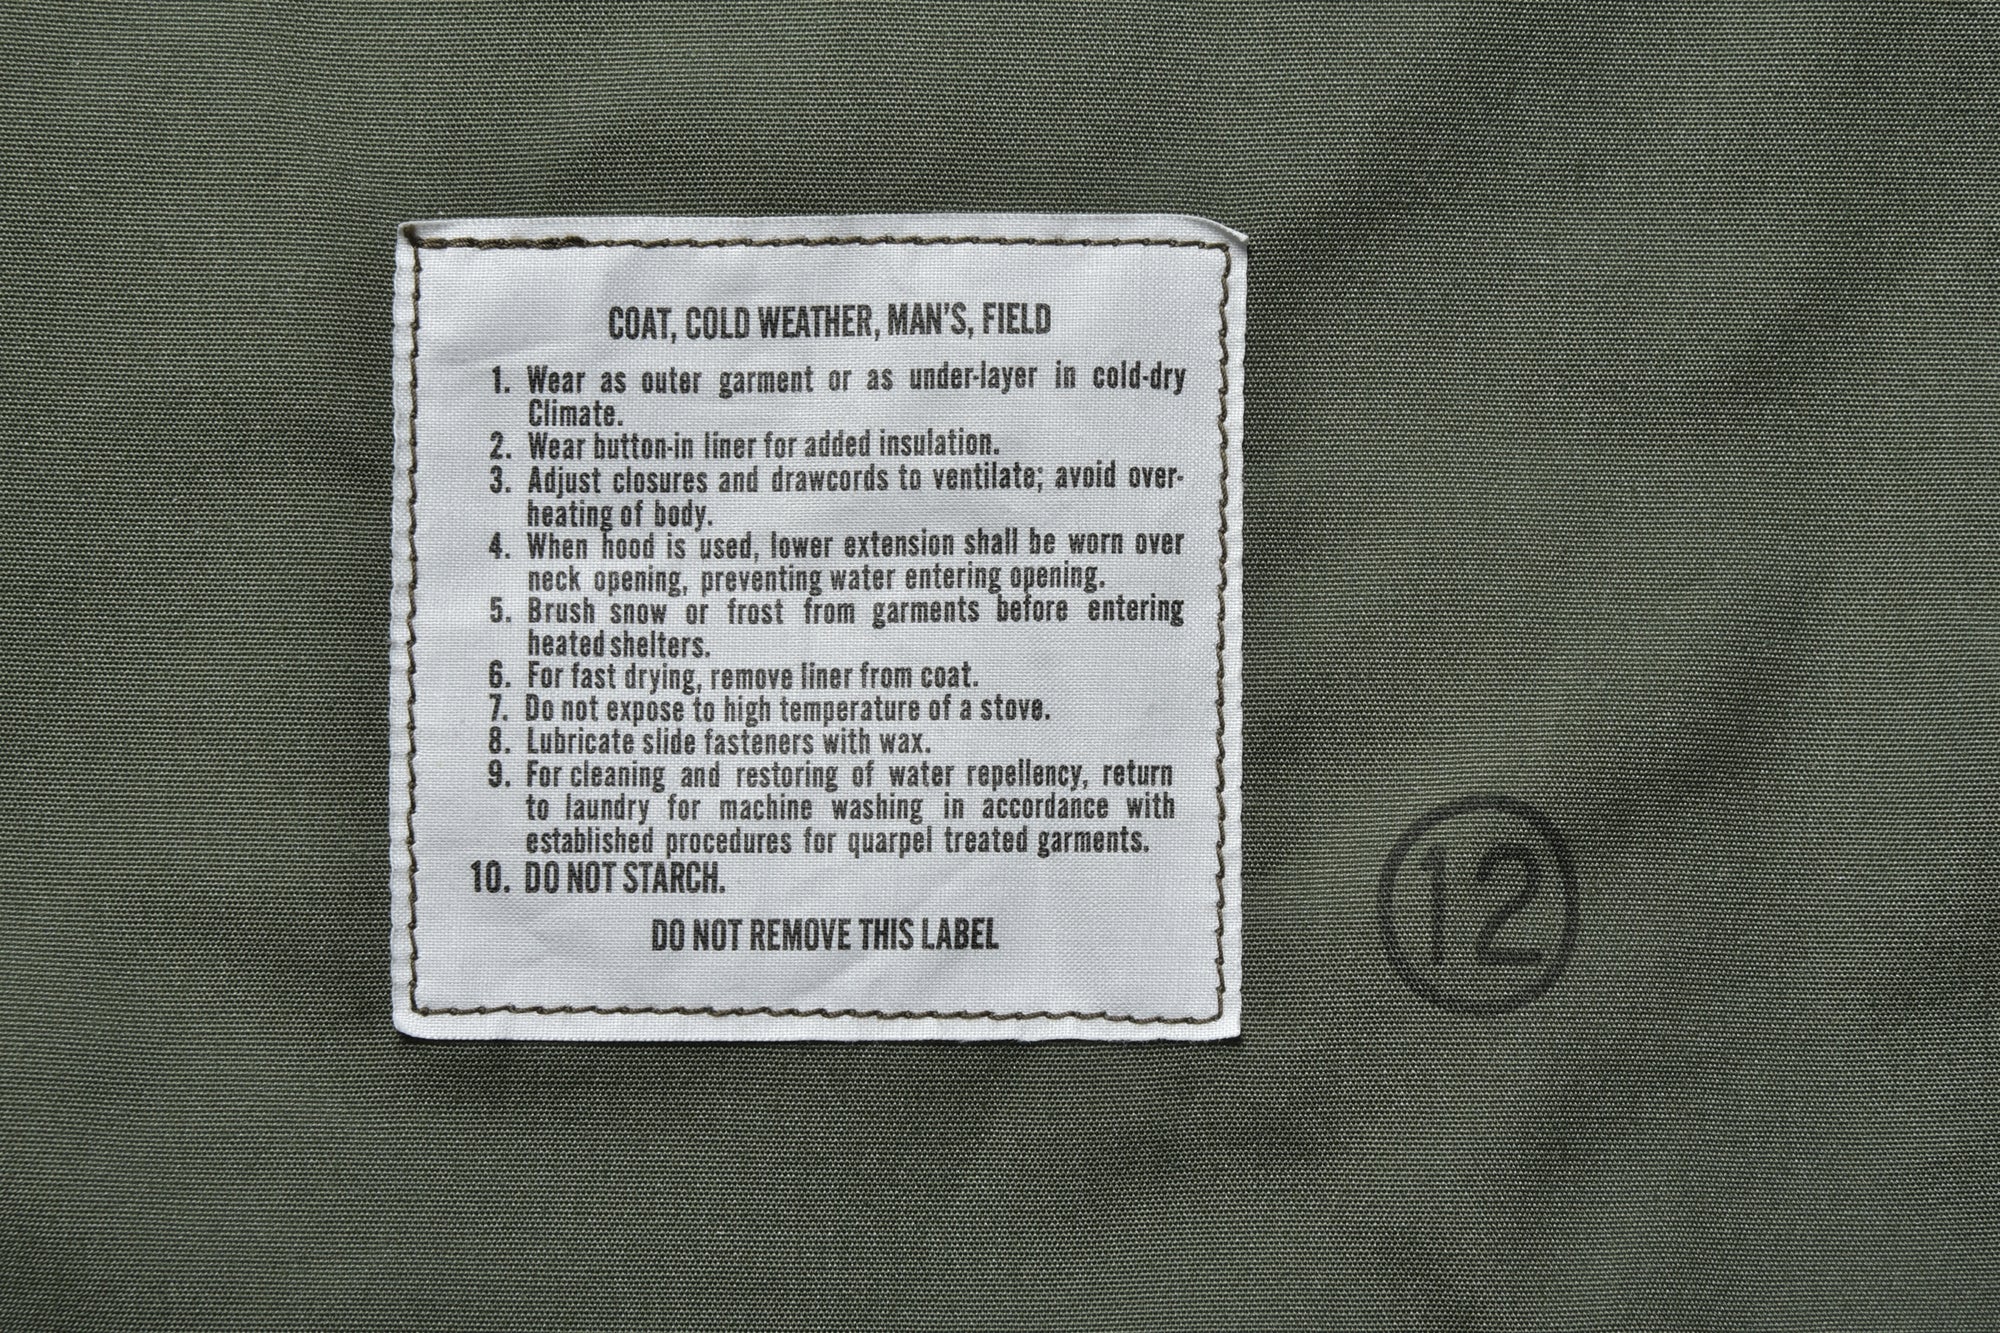 COAT, COLD WEATHER, MAN'S, FIELD
1. Wear as outer garment or as under-layer in cold-dry
Climate.
2. Wear button-in liner for added insulation.
3. Adjust closures and drawcords to ventilate; avoid over-
heating of body.
4. When hood is used, lower extension shall be worn over
neck opening, preventing water entering opening.
5. Brush snow or frost from garments before entering
heated shelters.
6. For fast drying, remove liner from coat.
7. Do not expose to high temperature of a stove.
8. Lubricate slide fasteners with wax.
9. For cleaning and restoring of water repellency, return
to laundry for machine washing in accordance with
established procedures for quarpel treated garments.
10. DO NOT STARCH.
DO NOT REMOVE THIS LABEL
12